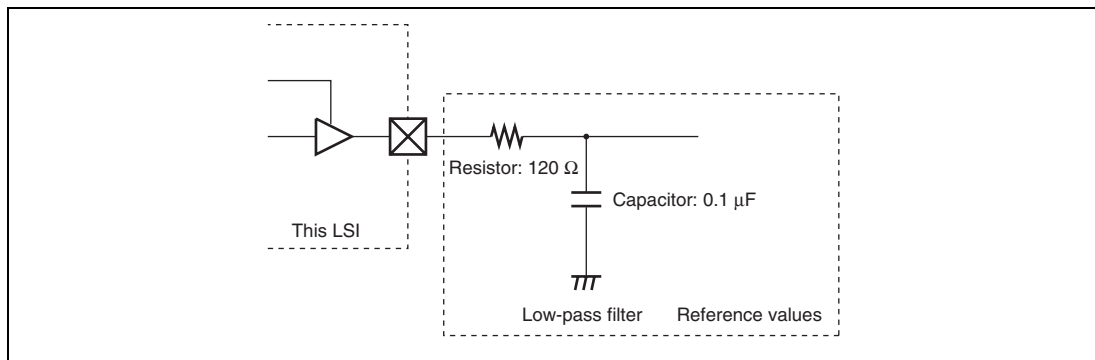 Resistor: 120 Ω
Capacitor: 0.1 μF
This LSI
Low-pass filter
Reference values